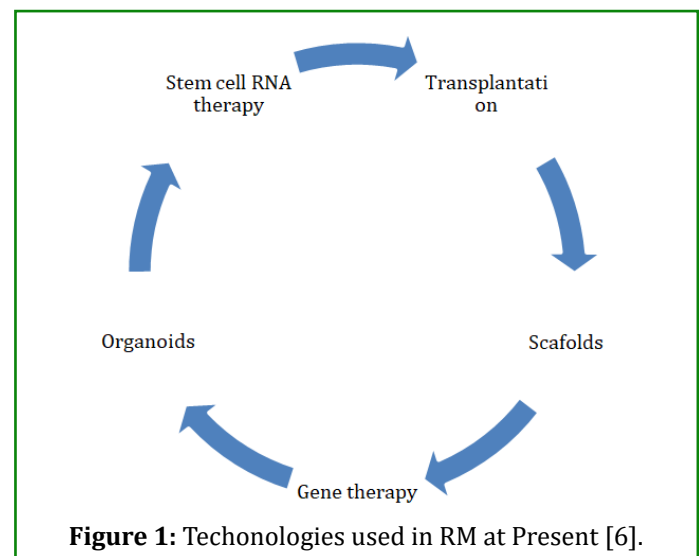 Stem cell RNA
therapy
Transplantati
on
Scafolds
Gene therapy
Organoids
Figure 1: Techonologies used in RM at Present [6].